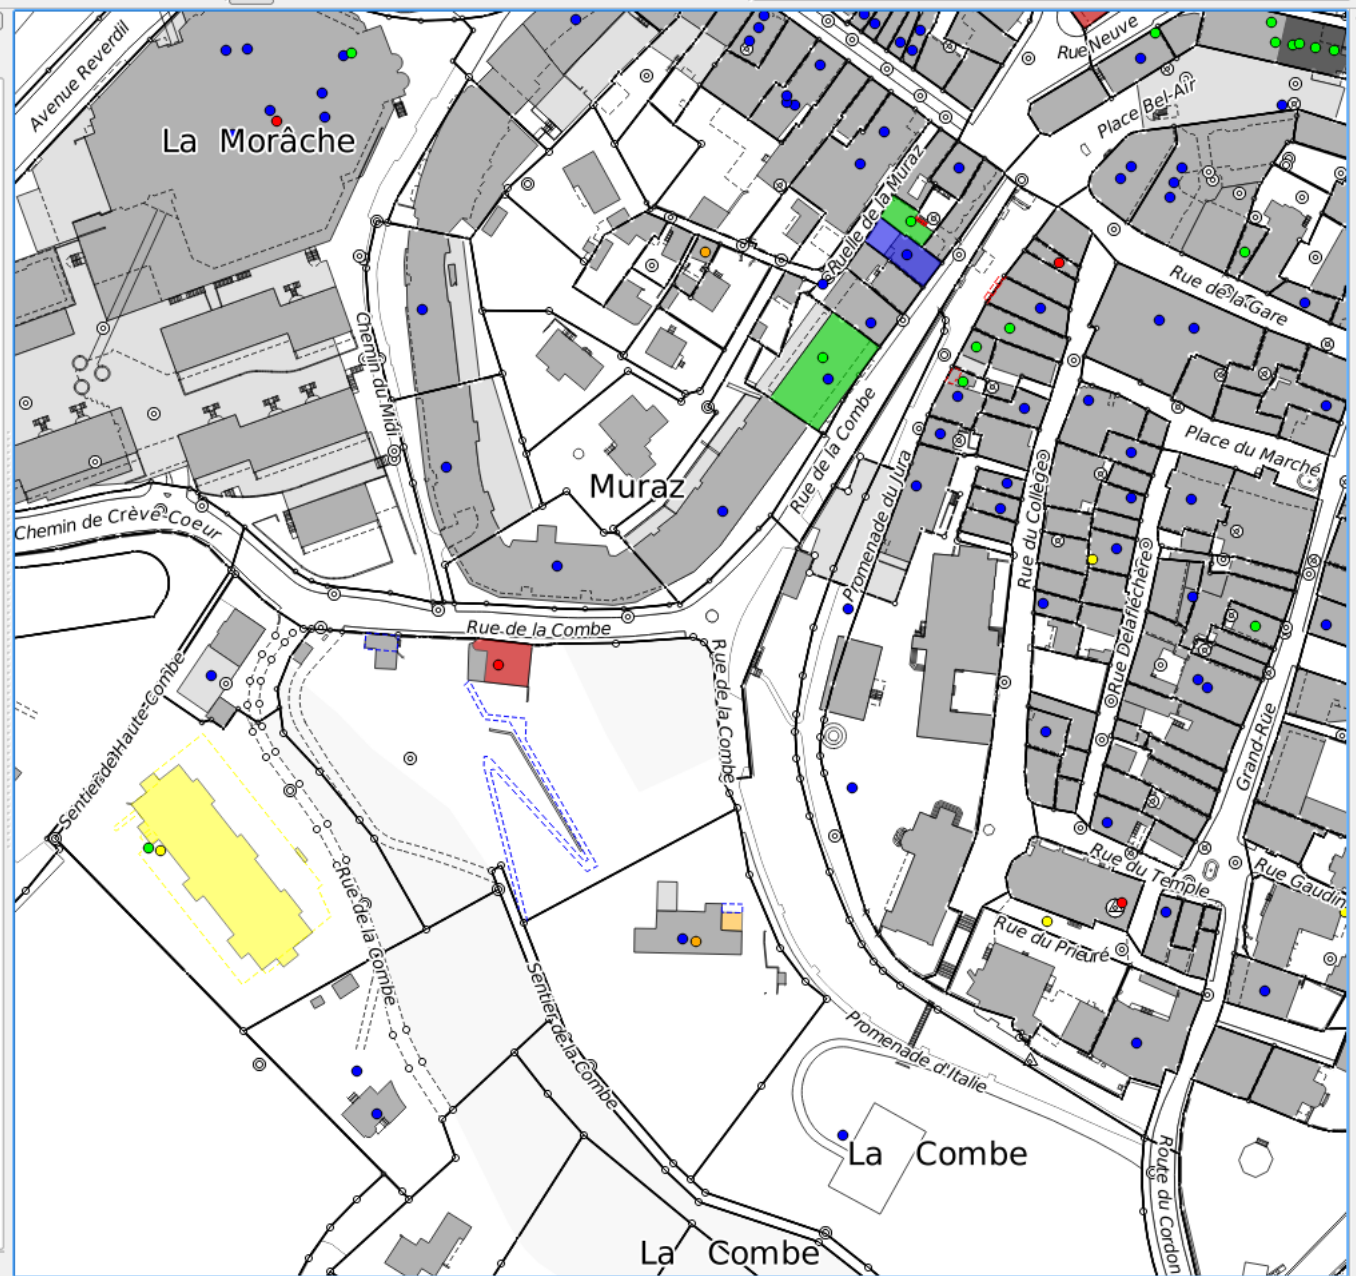 Avenue Reverdil
La Morâche
Rue Neuve
Place Bel-Air
Ruelle de la Muraz
Rue de la Gare
Chemin du Midi
Place du Marché
Rue de la Combe
Muraz
Promenade du Jura
Rue du Collège
Chemin de Crève-Coeur
Rue Delafléchère
Rue de la Combe
Rue de la Combe
Sentier de Haute-Combe
Grand-Rue
Rue du Temple
Rue Gaudin
Rue de la Combe
Rue du Prieuré
Sentier de la Combe
Promenade d'Italie
La Combe
Route du Cordon
La Combe